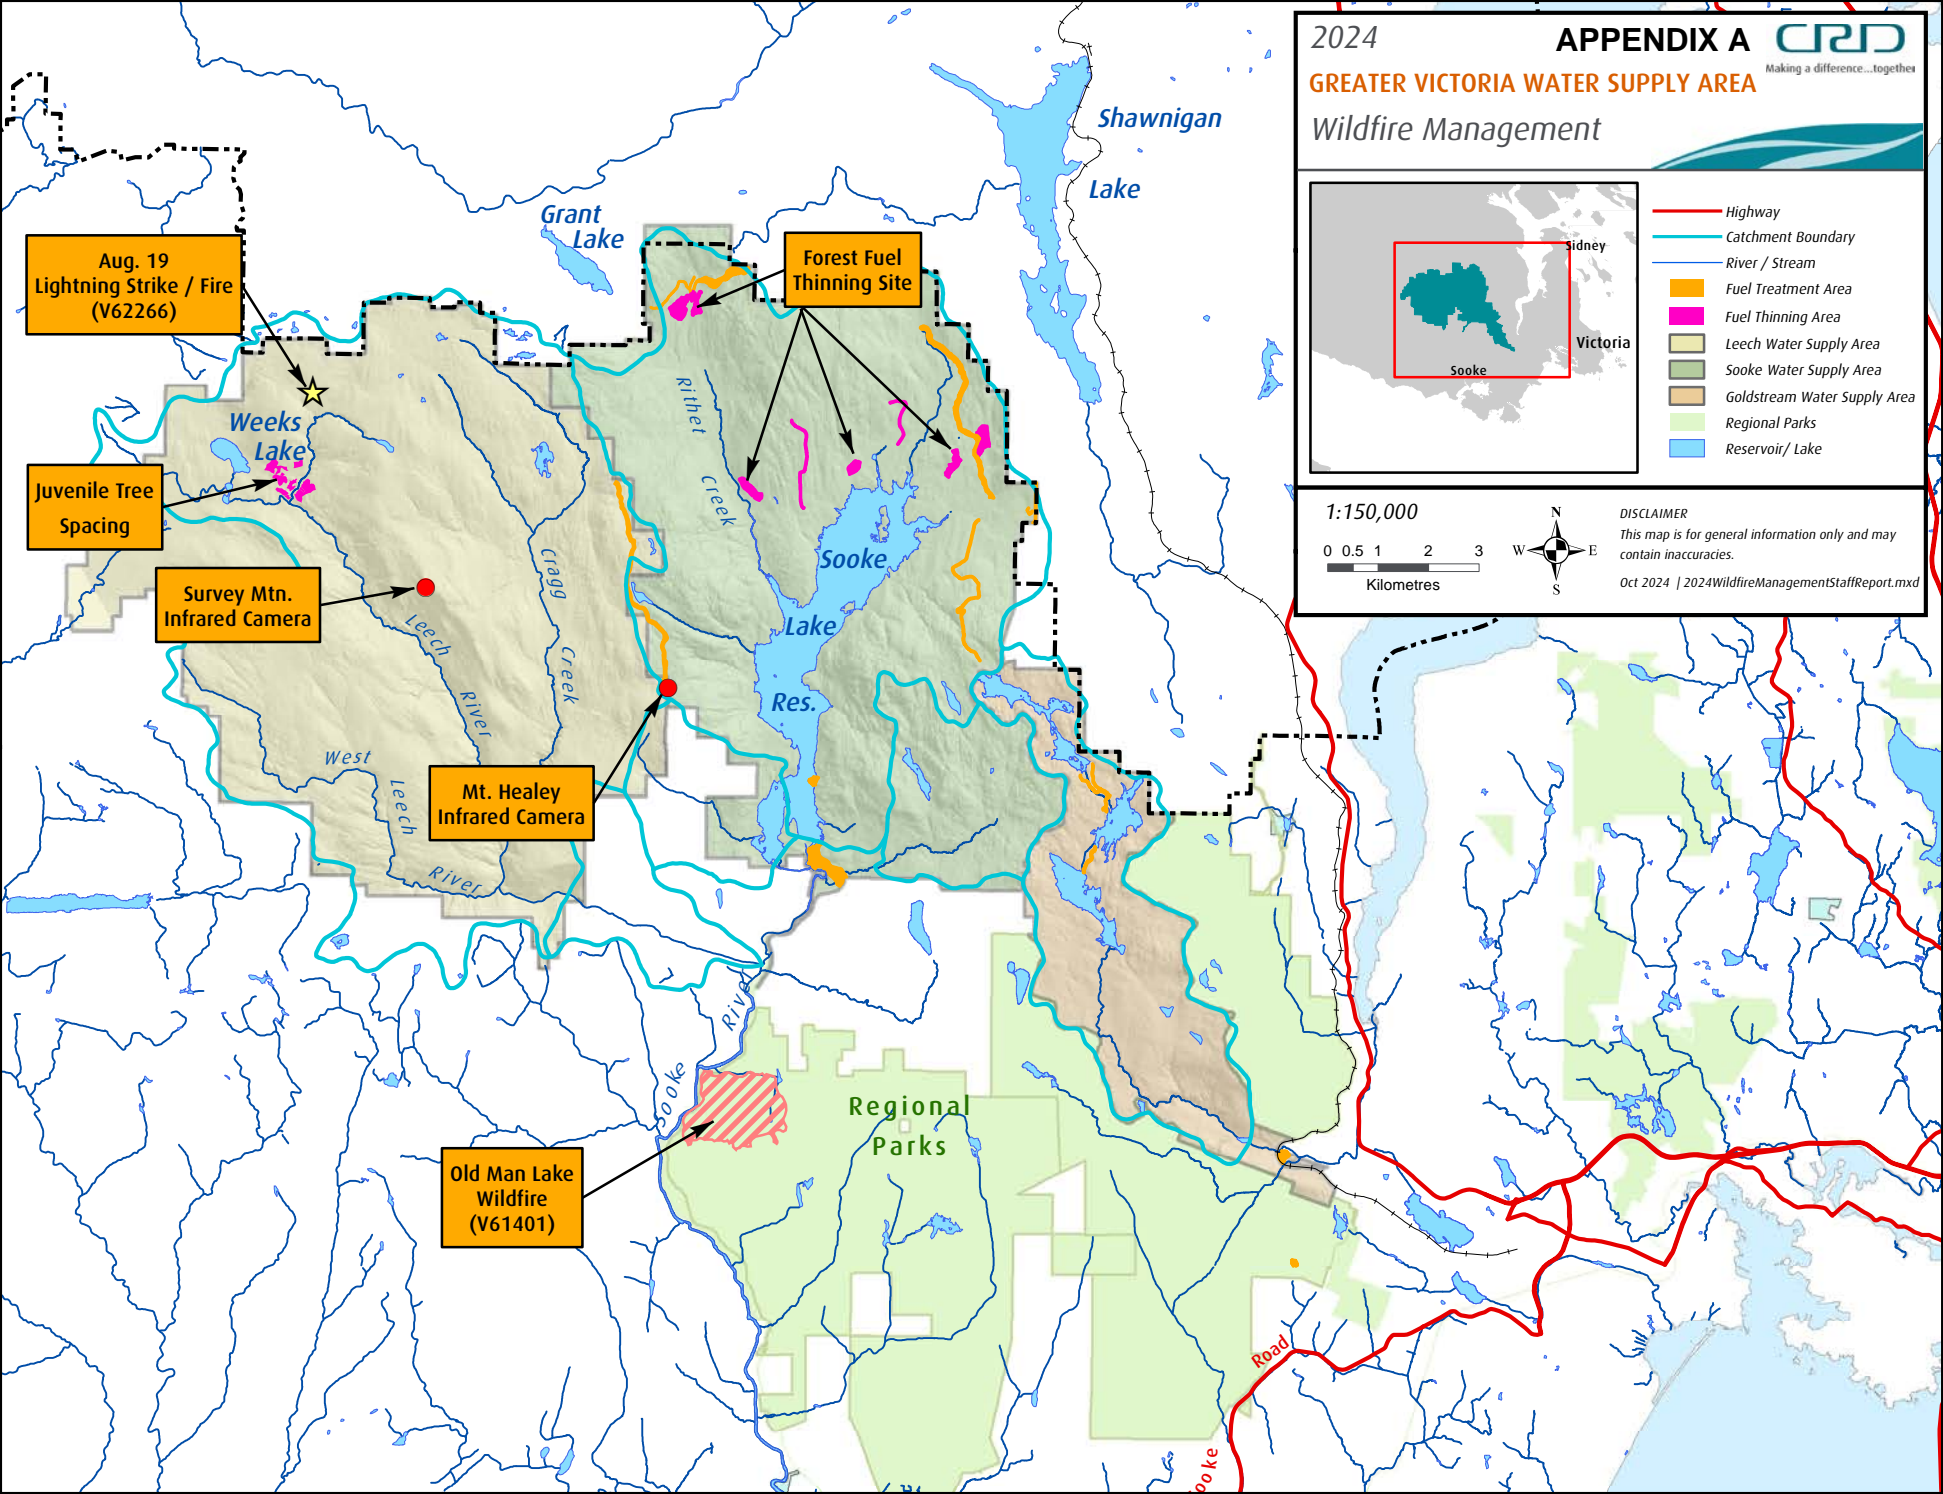 2024
APPENDIX A
CRD
Making a difference...together
GREATER VICTORIA WATER SUPPLY AREA
Wildfire Management
Sidney
Victoria
Sooke
Highway
Catchment Boundary
River / Stream
Fuel Treatment Area
Fuel Thinning Area
Leech Water Supply Area
Sooke Water Supply Area
Goldstream Water Supply Area
Regional Parks
Reservoir/ Lake
1:150,000
0 0.5 1 2 3
Kilometres
N
W E
S
DISCLAIMER
This map is for general information only and may
contain inaccuracies.
Oct 2024 | 2024WildfireManagementStaffReport.mxd
Shawnigan
Lake
Grant
Lake
Aug. 19
Lightning Strike / Fire
(V62266)
Forest Fuel
Thinning Site
Weeks
Lake
Rithet
Creek
Juvenile Tree
Spacing
Sooke
Lake
Res.
Survey Mtn.
Infrared Camera
Leech
River
Cragg
Creek
West
Leech
River
Mt. Healey
Infrared Camera
Sooke
River
Regional
Parks
Old Man Lake
Wildfire
(V61401)
Road
ooke